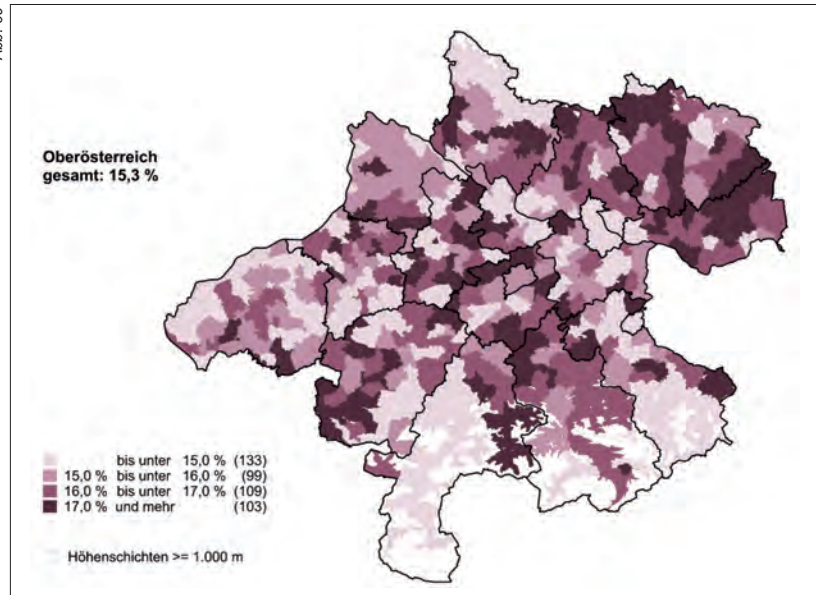 Oberösterreich
gesamt: 15,3 %
bis unter 15,0 % (133)
15,0 % bis unter 16,0 % (99)
16,0 % bis unter 17,0 % (109)
17,0 % und mehr (103)
Höhenschichten >= 1.000 m